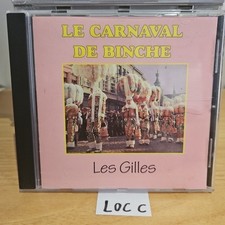 LE CARNAVAL
DE BINCHE
Les Gilles
LOC C